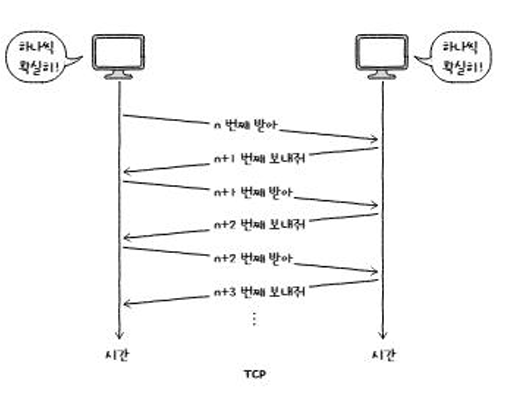 하나씩
확실히!
하나씩
확실히!
n 번째 받아
n+1 번째 보내줘
n+1 번째 받아
n+2 번째 보내줘
n+2 번째 받아
n+3 번째 보내줘
⋮
시간
시간
TCP